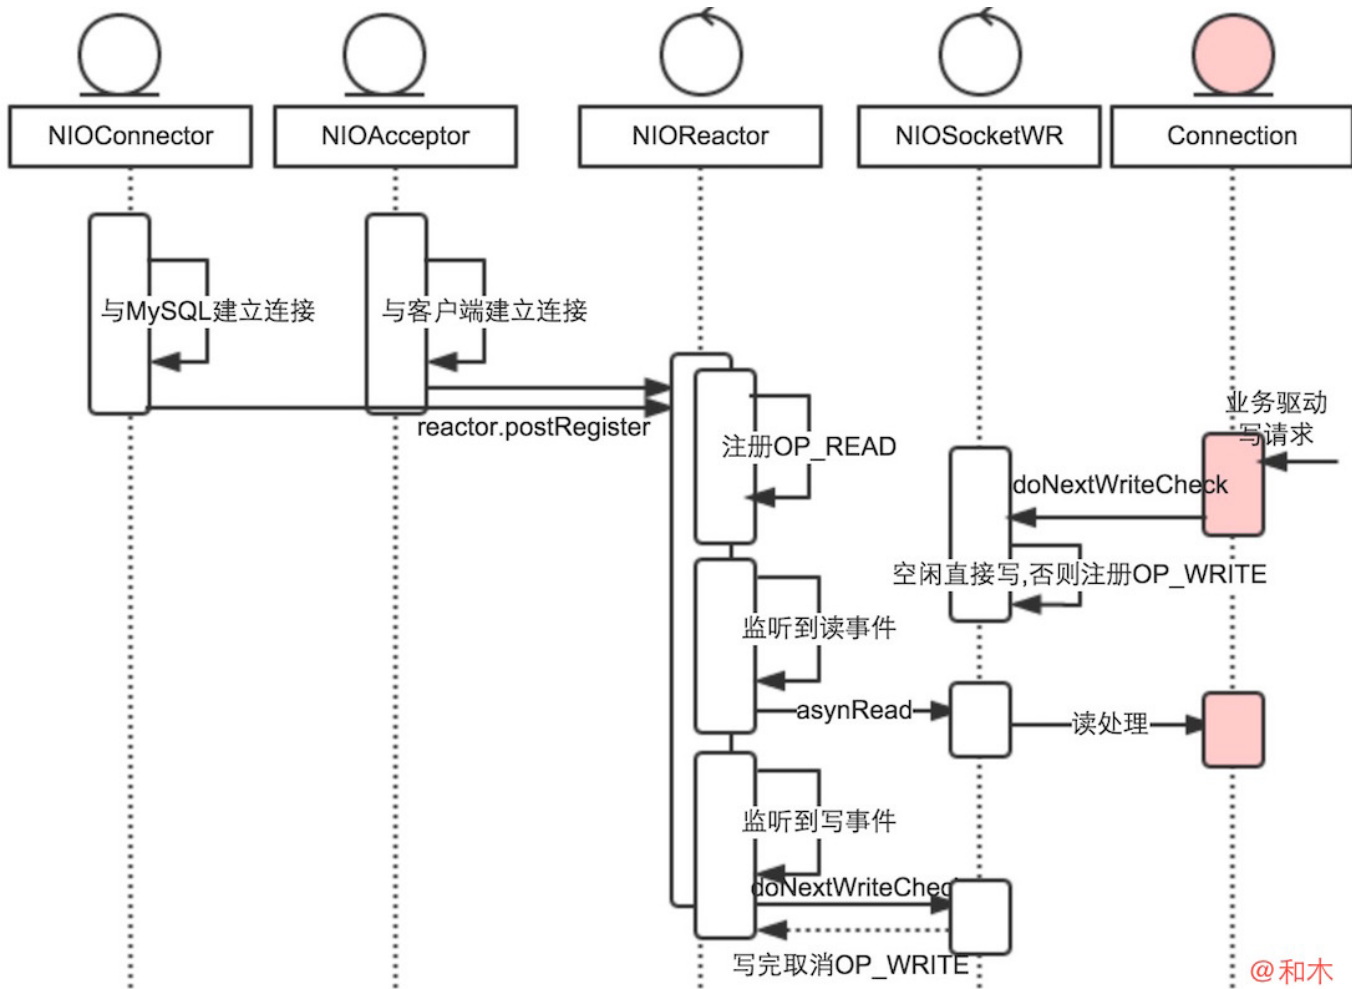 NIOConnector
NIOAcceptor
NIOReactor
NIOSocketWR
Connection
与MySQL建立连接
与客户端建立连接
reactor.postRegister
注册OP_READ
业务驱动
写请求
doNextWriteCheck
空闲直接写,否则注册OP_WRITE
监听到读事件
asynRead
读处理
监听到写事件
doNextWriteChec
写完取消OP_WRITE
@和木